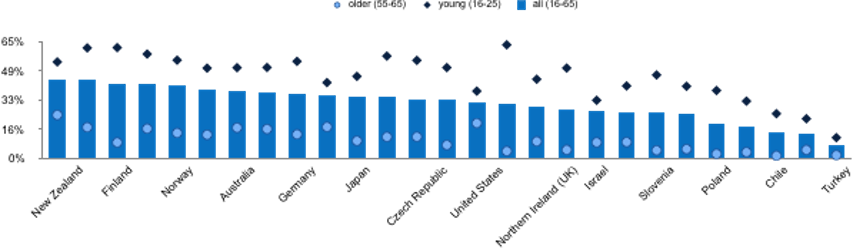 older (55-65) young (16-25) all (16-65)
65%
49%
33%
16%
0%
New Zealand
Finland
Norway
Australia
Germany
Japan
Czech Republic
United States
Northern Ireland (UK)
Israel
Slovenia
Poland
Chile
Turkey